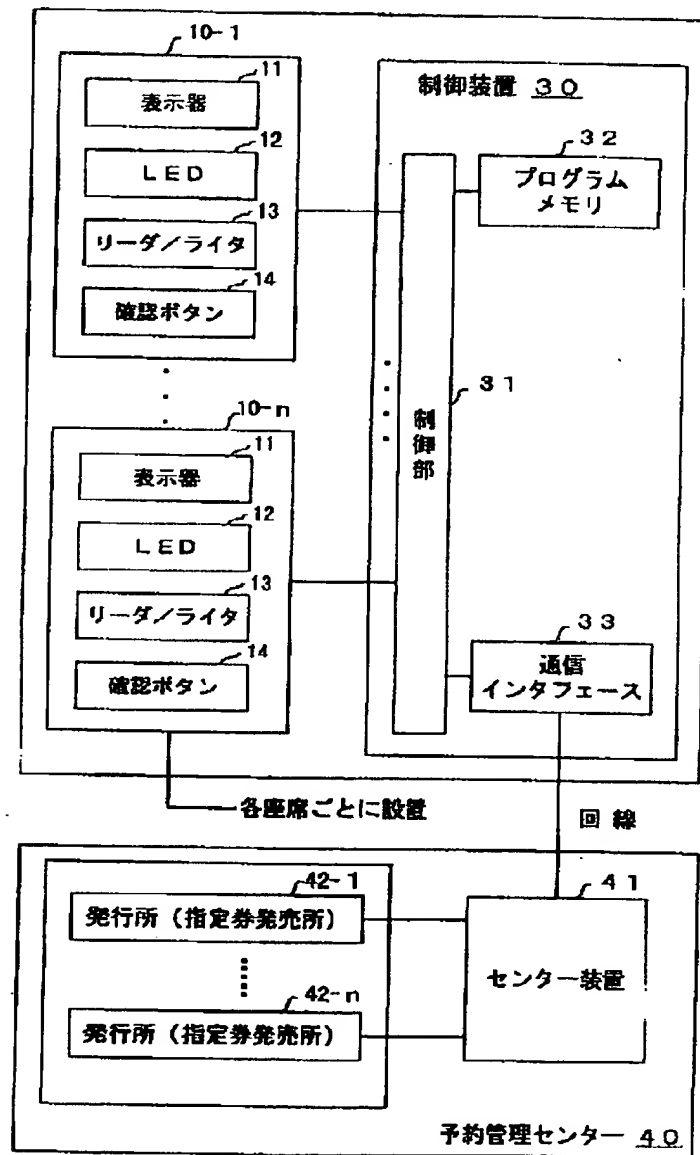 10-1
11
表示器
12
LED
13
リーダ/ライタ
14
確認ボタン
10-n
11
表示器
12
LED
13
リーダ/ライタ
14
確認ボタン
各座席ごとに設置
制御装置 30
32
プログラム
メモリ
31
制御部
33
通信
インタフェース
回線
42-1
発行所(指定券発売所)
42-n
発行所(指定券発売所)
41
センター装置
予約管理センター 40